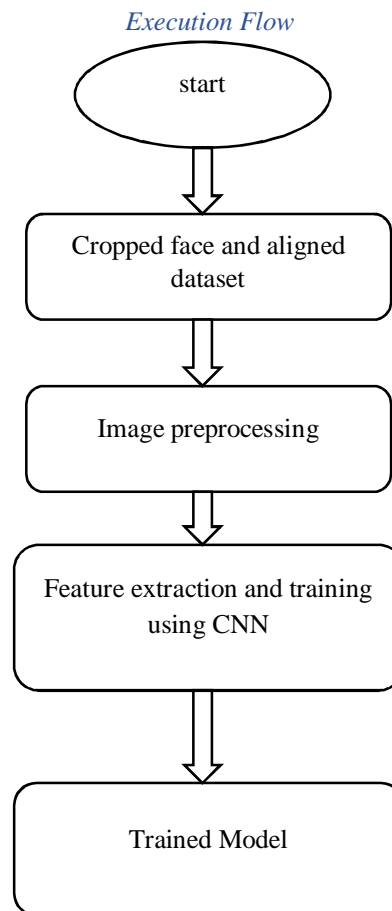 Execution Flow
start
Cropped face and aligned
dataset
Image preprocessing
Feature extraction and training
using CNN
Trained Model